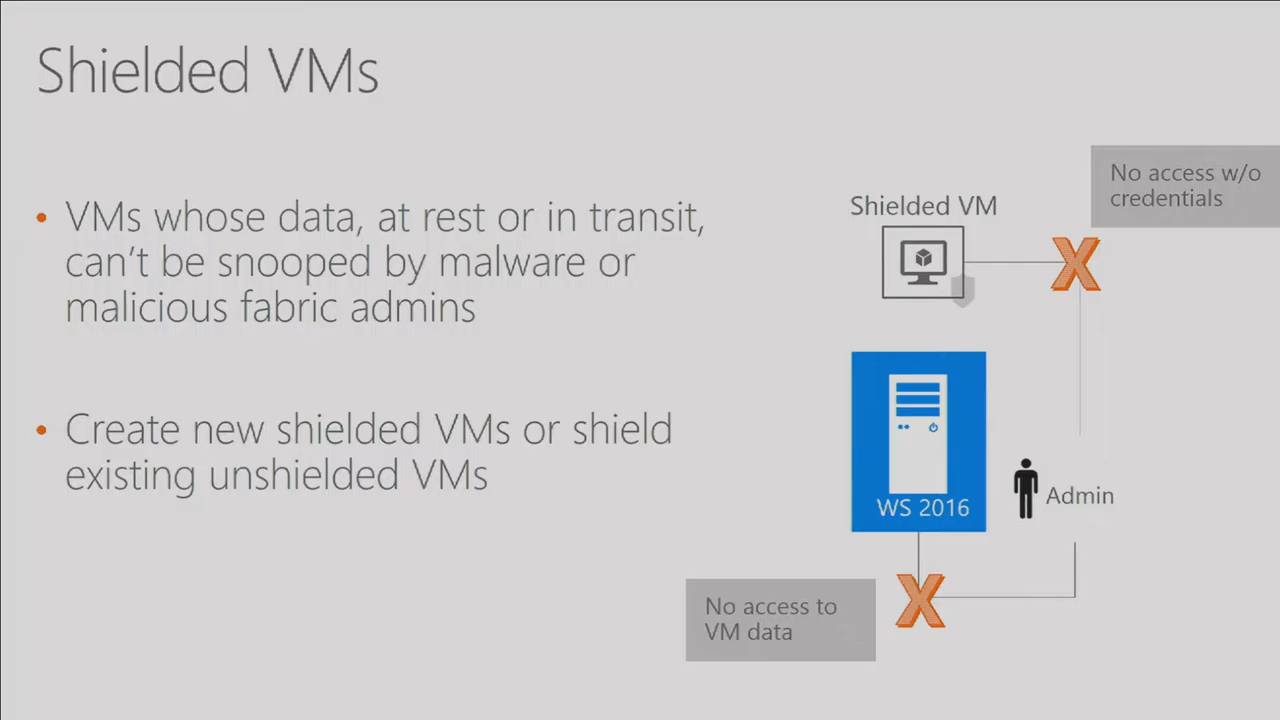 Shielded VMs
• VMs whose data, at rest or in transit,
can't be snooped by malware or
malicious fabric admins
• Create new shielded VMs or shield
existing unshielded VMs
No access w/o
credentials
Shielded VM
X
WS 2016
Admin
X
No access to
VM data